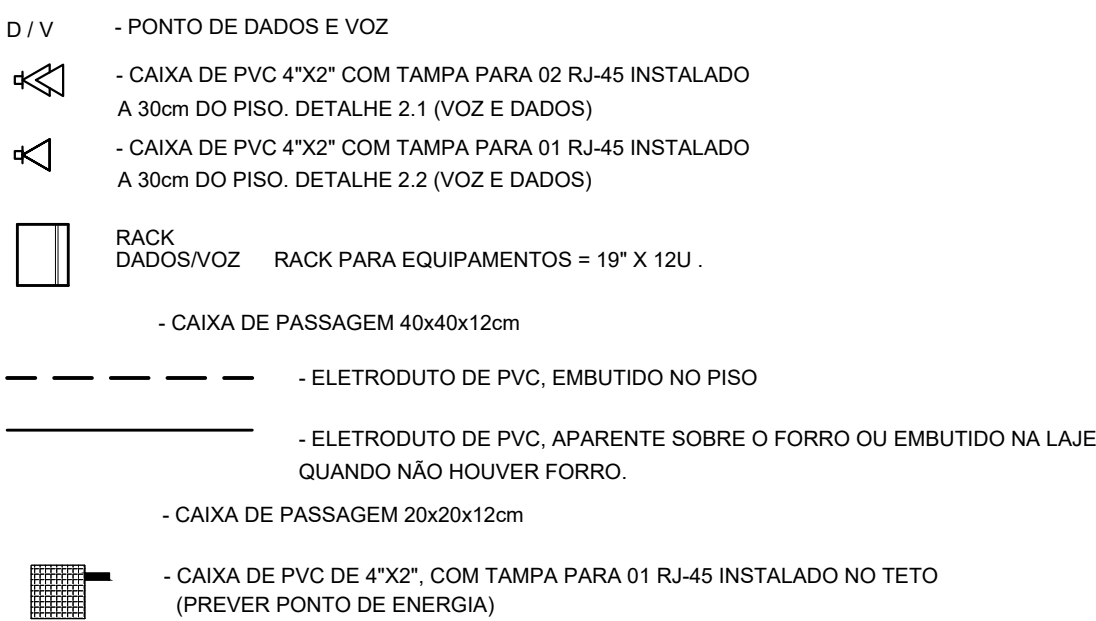 D / V - PONTO DE DADOS E VOZ
- CAIXA DE PVC 4"X2" COM TAMPA PARA 02 RJ-45 INSTALADO
A 30cm DO PISO. DETALHE 2.1 (VOZ E DADOS)
- CAIXA DE PVC 4"X2" COM TAMPA PARA 01 RJ-45 INSTALADO
A 30cm DO PISO. DETALHE 2.2 (VOZ E DADOS)
RACK
DADOS/VOZ RACK PARA EQUIPAMENTOS = 19" X 12U .
- CAIXA DE PASSAGEM 40x40x12cm
- ELETRODUTO DE PVC, EMBUTIDO NO PISO
- ELETRODUTO DE PVC, APARENTE SOBRE O FORRO OU EMBUTIDO NA LAJE
QUANDO NÃO HOUVER FORRO.
- CAIXA DE PASSAGEM 20x20x12cm
- CAIXA DE PVC DE 4"X2", COM TAMPA PARA 01 RJ-45 INSTALADO NO TETO
(PREVER PONTO DE ENERGIA)